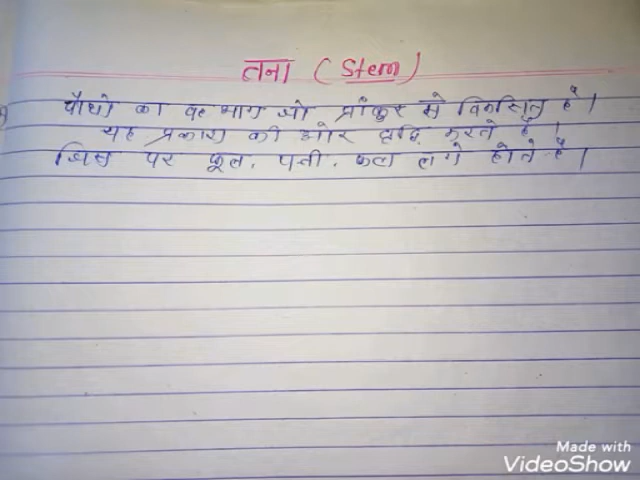 तना ( Stem )
पौधो का वह भाग जो प्रांकुर से विकसित है।
यह प्रकाश की ओर वृद्धि करते है।
जिस पर फूल, पत्ती, फल लगे होते है।
Made with
VideoShow